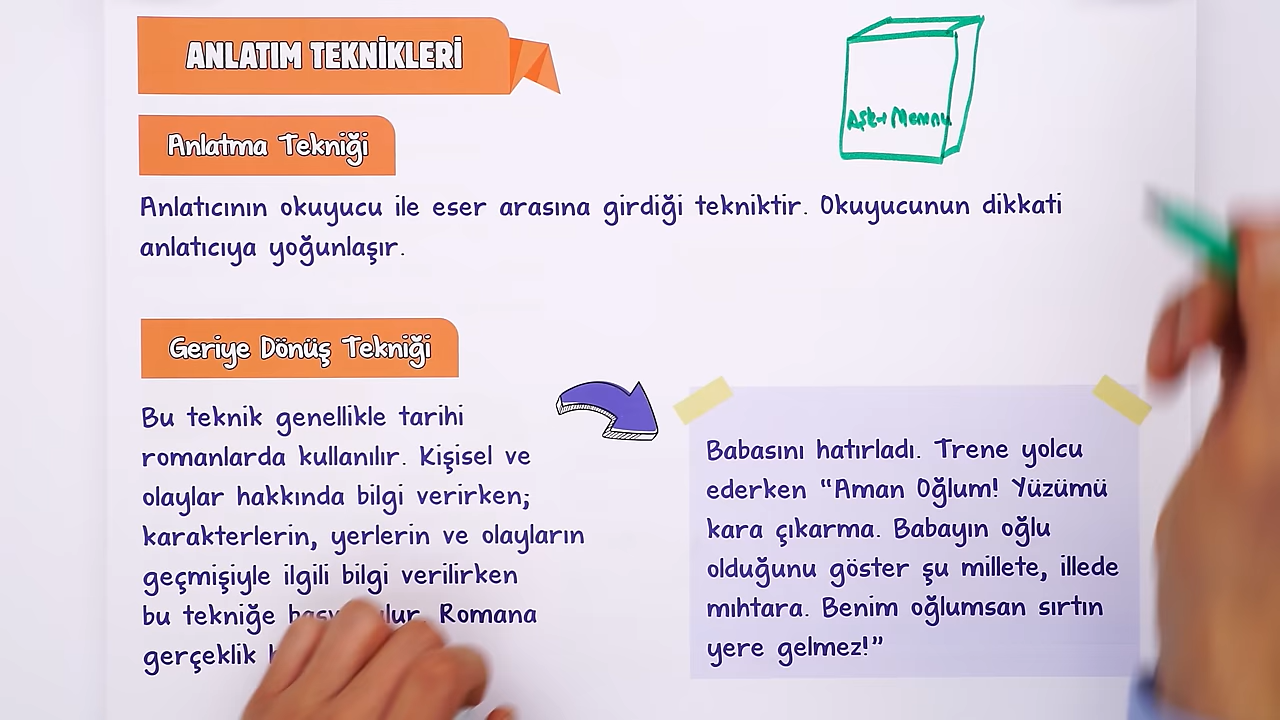 ANLATIM TEKNİKLERİ
Aşk-ı Memnu
Anlatma Tekniği
Anlatıcının okuyucu ile eser arasına girdiği tekniktir. Okuyucunun dikkati
anlatıcıya yoğunlaşır.
Geriye Dönüş Tekniği
Bu teknik genellikle tarihi
romanlarda kullanılır. Kişisel ve
olaylar hakkında bilgi verirken;
karakterlerin, yerlerin ve olayların
geçmişiyle ilgili bilgi verilirken
bu tekniğe Romana
gerçeklik
Babasını hatırladı. Trene yolcu
ederken “Aman Oğlum! Yüzümü
kara çıkarma. Babayın oğlu
olduğunu göster şu millete, illede
mıhtara. Benim oğlumsan sırtın
yere gelmez!”